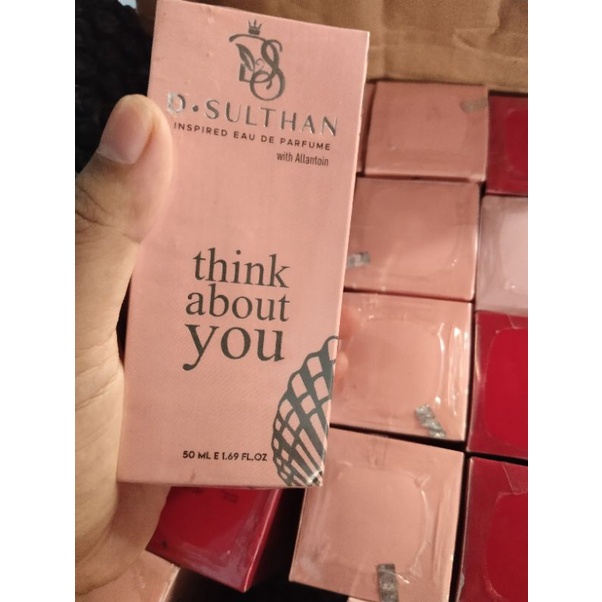 DS
D•SULTHAN
INSPIRED EAU DE PARFUME
with Allantoin
think
about
you
50 ML E 1.69 FL.OZ